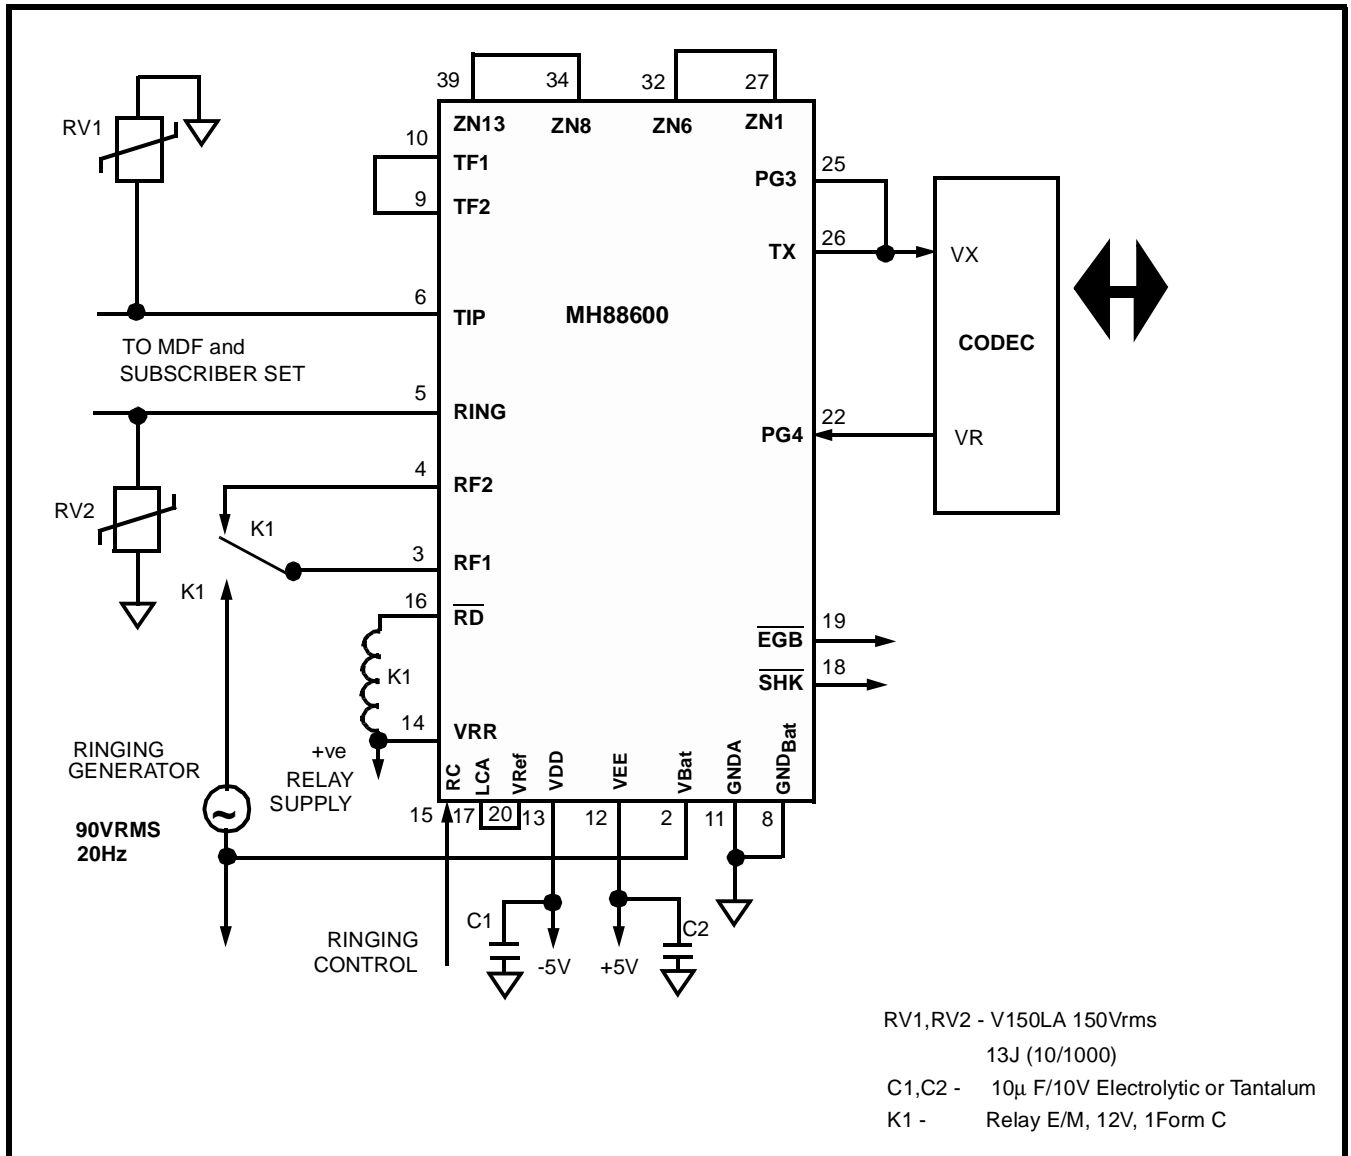 39
34
32
27
RV1
ZN13
ZN8
ZN6
ZN1
10
TF1
25
PG3
9
TF2
26
TX
VX
6
TIP
MH88600
TO MDF and
SUBSCRIBER SET
CODEC
5
RING
22
PG4
VR
4
RF2
RV2
K1
3
RF1
K1
16
RD
19
EGB
K1
18
SHK
14
VRR
+ve
RELAY
SUPPLY
RINGING
GENERATOR
RC
LCA
VRef
VDD
VEE
VBat
GNDA
GNDBat
~
15
17
20
13
12
2
11
8
90VRMS
20Hz
C1
C2
RINGING
CONTROL
-5V
+5V
RV1,RV2 - V150LA 150Vrms
13J (10/1000)
C1,C2 - 10μ F/10V Electrolytic or Tantalum
K1 - Relay E/M, 12V, 1Form C